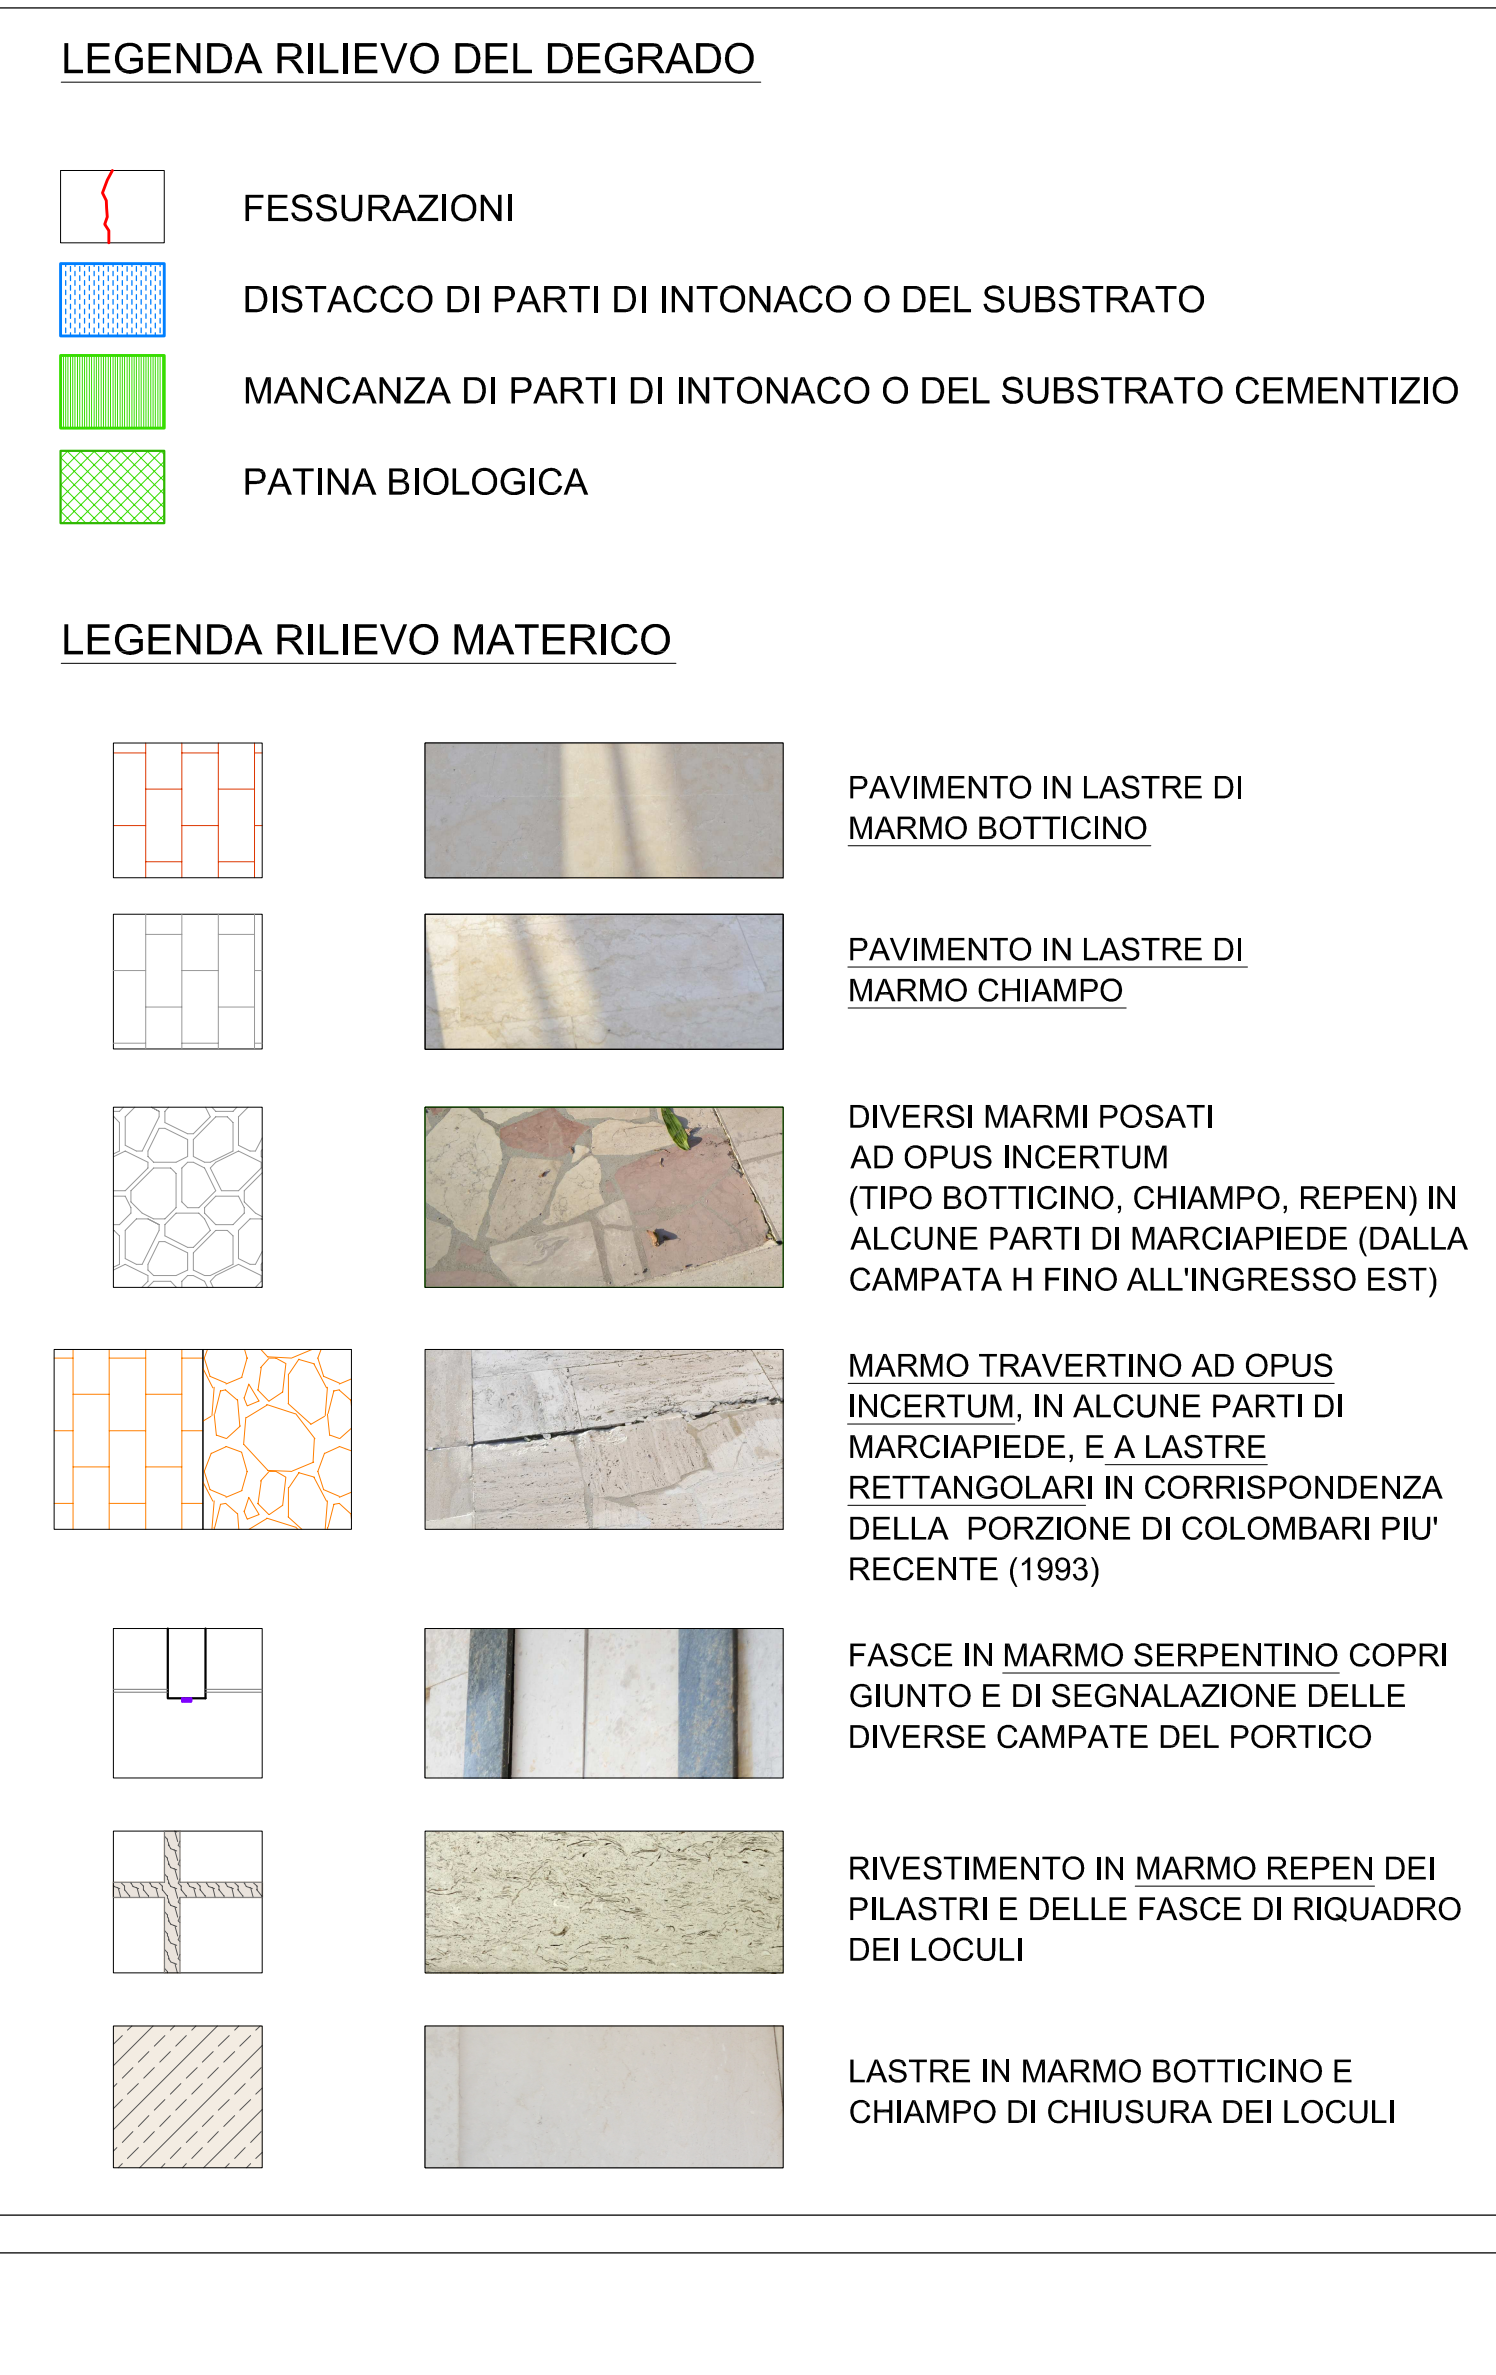 LEGENDA RILIEVO DEL DEGRADO
FESSURAZIONI
DISTACCO DI PARTI DI INTONACO O DEL SUBSTRATO
MANCANZA DI PARTI DI INTONACO O DEL SUBSTRATO CEMENTIZIO
PATINA BIOLOGICA
LEGENDA RILIEVO MATERICO
PAVIMENTO IN LASTRE DI
MARMO BOTTICINO
PAVIMENTO IN LASTRE DI
MARMO CHIAMPO
DIVERSI MARMI POSATI
AD OPUS INCERTUM
(TIPO BOTTICINO, CHIAMPO, REPEN) IN
ALCUNE PARTI DI MARCIAPIEDE (DALLA
CAMPATA H FINO ALL'INGRESSO EST)
MARMO TRAVERTINO AD OPUS
INCERTUM, IN ALCUNE PARTI DI
MARCIAPIEDE, E A LASTRE
RETTANGOLARI IN CORRISPONDENZA
DELLA  PORZIONE DI COLOMBARI PIU'
RECENTE (1993)
FASCE IN MARMO SERPENTINO COPRI
GIUNTO E DI SEGNALAZIONE DELLE
DIVERSE CAMPATE DEL PORTICO
RIVESTIMENTO IN MARMO REPEN DEI
PILASTRI E DELLE FASCE DI RIQUADRO
DEI LOCULI
LASTRE IN MARMO BOTTICINO E
CHIAMPO DI CHIUSURA DEI LOCULI